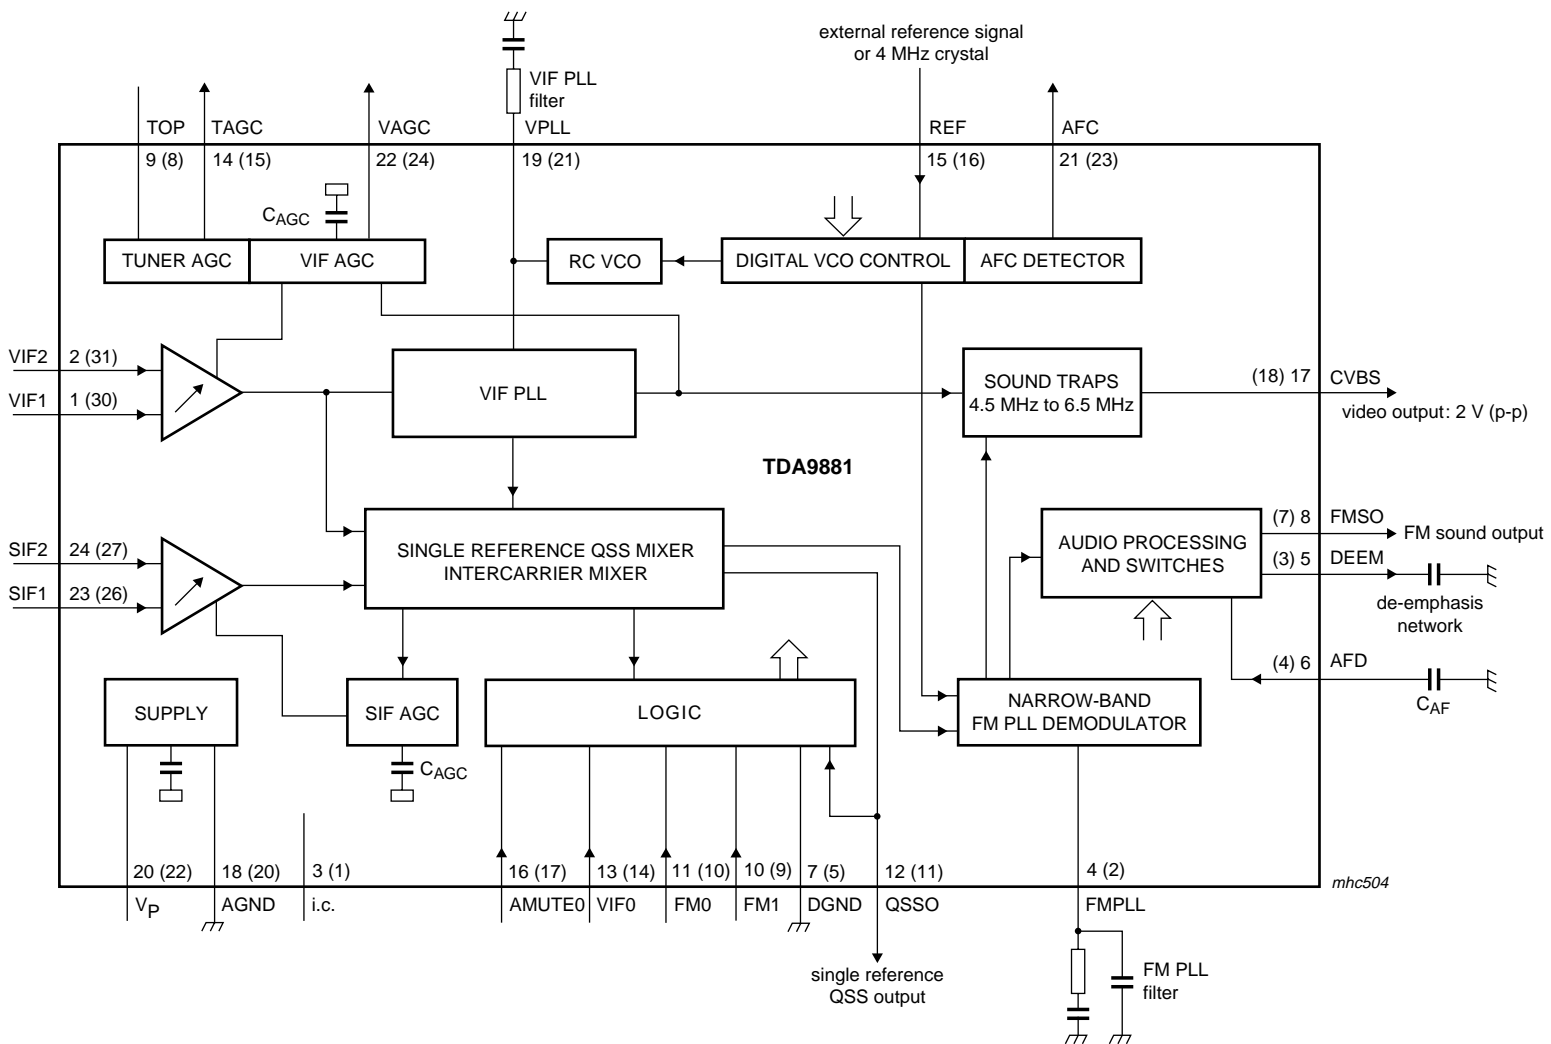 external reference signal
or 4 MHz crystal
VIF PLL
filter
TOP
TAGC
VAGC
VPLL
REF
AFC
9 (8)
14 (15)
22 (24)
19 (21)
15 (16)
21 (23)
CAGC
TUNER AGC
VIF AGC
RC VCO
DIGITAL VCO CONTROL
AFC DETECTOR
VIF2
2 (31)
VIF1
1 (30)
VIF PLL
SOUND TRAPS
4.5 MHz to 6.5 MHz
(18) 17
CVBS
video output: 2 V (p-p)
TDA9881
SIF2
24 (27)
SIF1
23 (26)
SINGLE REFERENCE QSS MIXER
INTERCARRIER MIXER
AUDIO PROCESSING
AND SWITCHES
(7) 8
FMSO
FM sound output
(3) 5
DEEM
de-emphasis
network
(4) 6
AFD
CAF
SUPPLY
SIF AGC
LOGIC
NARROW-BAND
FM PLL DEMODULATOR
CAGC
20 (22)
18 (20)
3 (1)
16 (17)
13 (14)
11 (10)
10 (9)
7 (5)
12 (11)
4 (2)
mhc504
VP
AGND
i.c.
AMUTE0
VIF0
FM0
FM1
DGND
QSSO
FMPLL
single reference
QSS output
FM PLL
filter